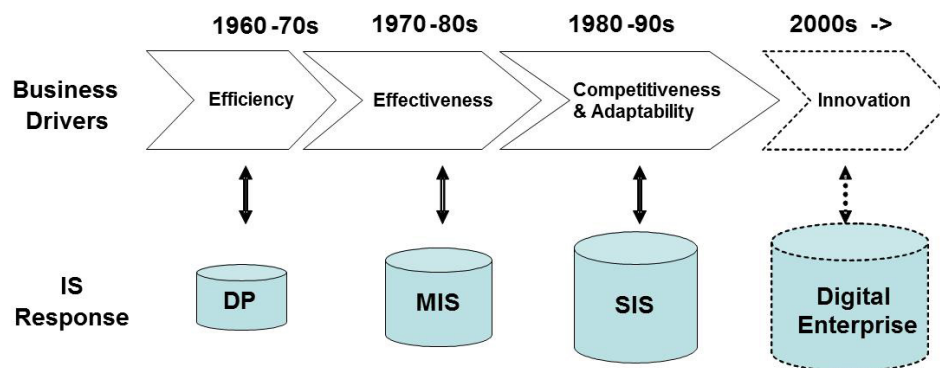 1960 -70s 1970 -80s 1980 -90s 2000s ->
Business
Drivers
Efficiency
Effectiveness
Competitiveness
& Adaptability
Innovation
IS
Response
DP
MIS
SIS
Digital
Enterprise